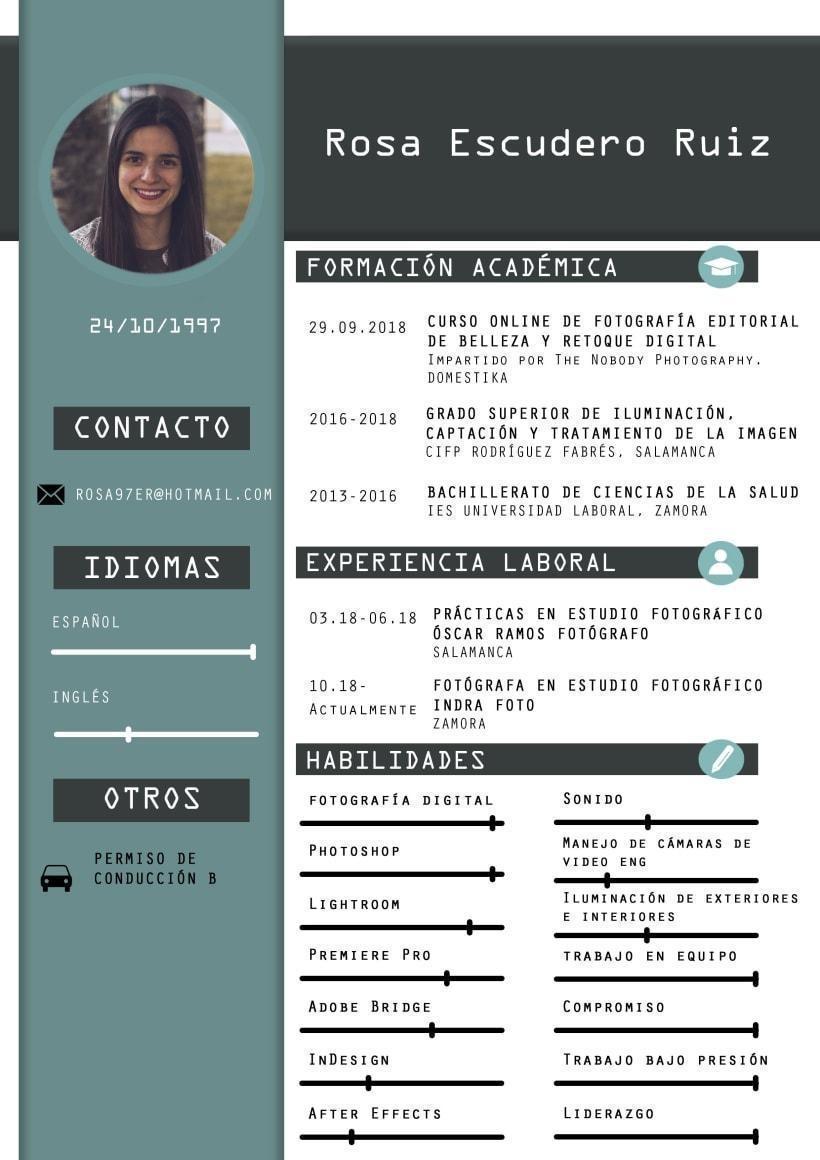 Rosa Escudero Ruiz
24/10/1997
CONTACTO
ROSA97ER@HOTMAIL.COM
IDIOMAS
ESPAÑOL
INGLÉS
OTROS
PERMISO DE
CONDUCCIÓN B
FORMACIÓN ACADÉMICA
29.09.2018
CURSO ONLINE DE FOTOGRAFÍA EDITORIAL
DE BELLEZA Y RETOQUE DIGITAL
IMPARTIDO POR THE NOBODY PHOTOGRAPHY.
DOMESTIKA
2016-2018
GRADO SUPERIOR DE ILUMINACIÓN,
CAPTACIÓN Y TRATAMIENTO DE LA IMAGEN
CIFP RODRÍGUEZ FABRÉS, SALAMANCA
2013-2016
BACHILLERATO DE CIENCIAS DE LA SALUD
IES UNIVERSIDAD LABORAL, ZAMORA
EXPERIENCIA LABORAL
03.18-06.18
PRÁCTICAS EN ESTUDIO FOTOGRÁFICO
ÓSCAR RAMOS FOTÓGRAFO
SALAMANCA
10.18-
ACTUALMENTE
FOTÓGRAFA EN ESTUDIO FOTOGRÁFICO
INDRA FOTO
ZAMORA
HABILIDADES
FOTOGRAFÍA DIGITAL
PHOTOSHOP
LIGHTROOM
PREMIERE PRO
ADOBE BRIDGE
INDESIGN
AFTER EFFECTS
SONIDO
MANEJO DE CÁMARAS DE
VIDEO ENG
ILUMINACIÓN DE EXTERIORES
E INTERIORES
TRABAJO EN EQUIPO
COMPROMISO
TRABAJO BAJO PRESIÓN
LIDERAZGO